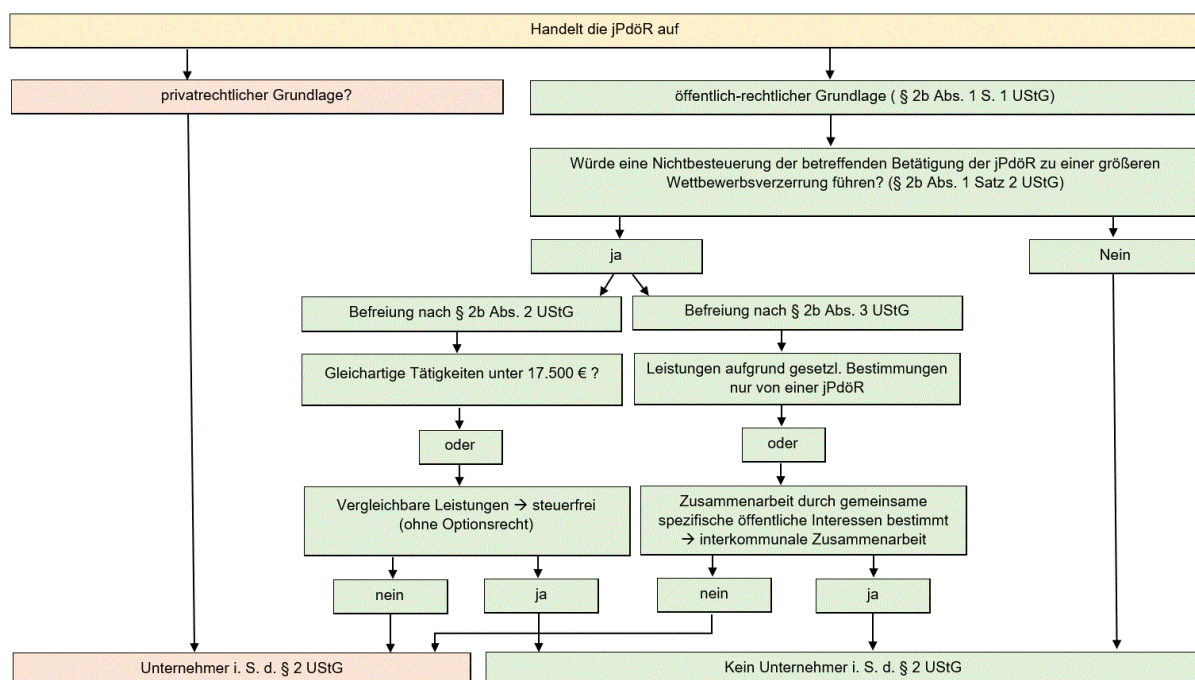 Handelt die jPdöR auf
privatrechtlicher Grundlage?
öffentlich-rechtlicher Grundlage ( § 2b Abs. 1 S. 1 UStG)
Würde eine Nichtbesteuerung der betreffenden Betätigung der jPdöR zu einer größeren
Wettbewerbsverzerrung führen? (§ 2b Abs. 1 Satz 2 UStG)
ja
Nein
Befreiung nach § 2b Abs. 2 UStG
Befreiung nach § 2b Abs. 3 UStG
Gleichartige Tätigkeiten unter 17.500 € ?
Leistungen aufgrund gesetzl. Bestimmungen
nur von einer jPdöR
oder
oder
Vergleichbare Leistungen → steuerfrei
(ohne Optionsrecht)
Zusammenarbeit durch gemeinsame
spezifische öffentliche Interessen bestimmt
→ interkommunale Zusammenarbeit
nein
ja
nein
ja
Unternehmer i. S. d. § 2 UStG
Kein Unternehmer i. S. d. § 2 UStG